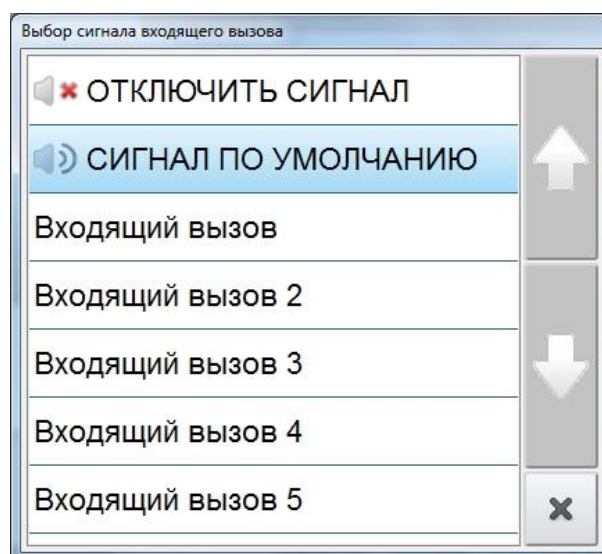 Выбор сигнала входящего вызова
ОТКЛЮЧИТЬ СИГНАЛ
СИГНАЛ ПО УМОЛЧАНИЮ
Входящий вызов
Входящий вызов 2
Входящий вызов 3
Входящий вызов 4
Входящий вызов 5